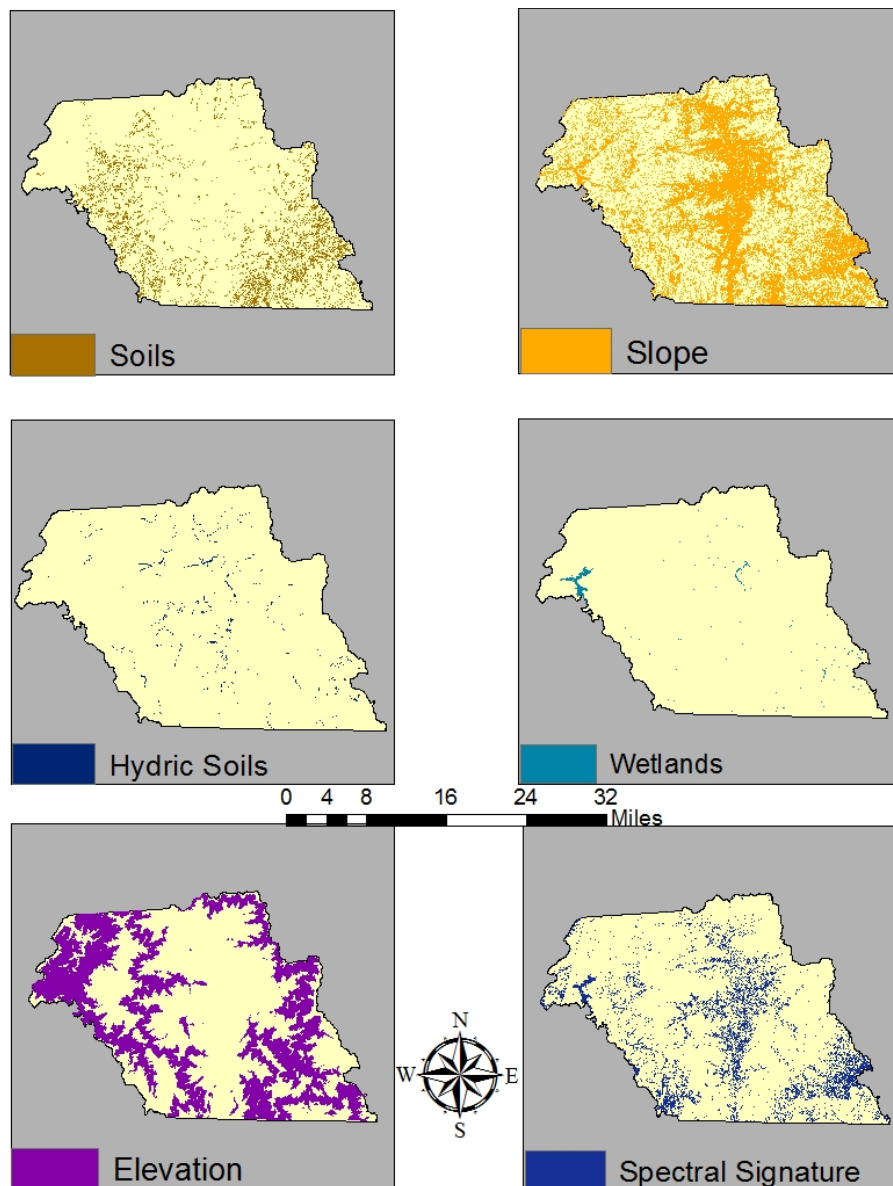 Soils
Slope
Hydric Soils
Wetlands
0 4 8 16 24 32
Miles
N
W E
S
Elevation
Spectral Signature